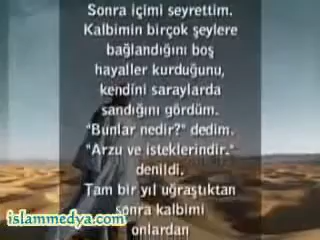 Sonra içimi seyrettim.
Kalbimin birçok şeylere
bağlandığını boş
hayaller kurduğunu,
kendini saraylarda
sandığını gördüm.
"Bunlar nedir?" dedim.
"Arzu ve isteklerindir."
denildi.
Tam bir yıl uğraştıktan
sonra kalbimi
onlardan
islammedya.com